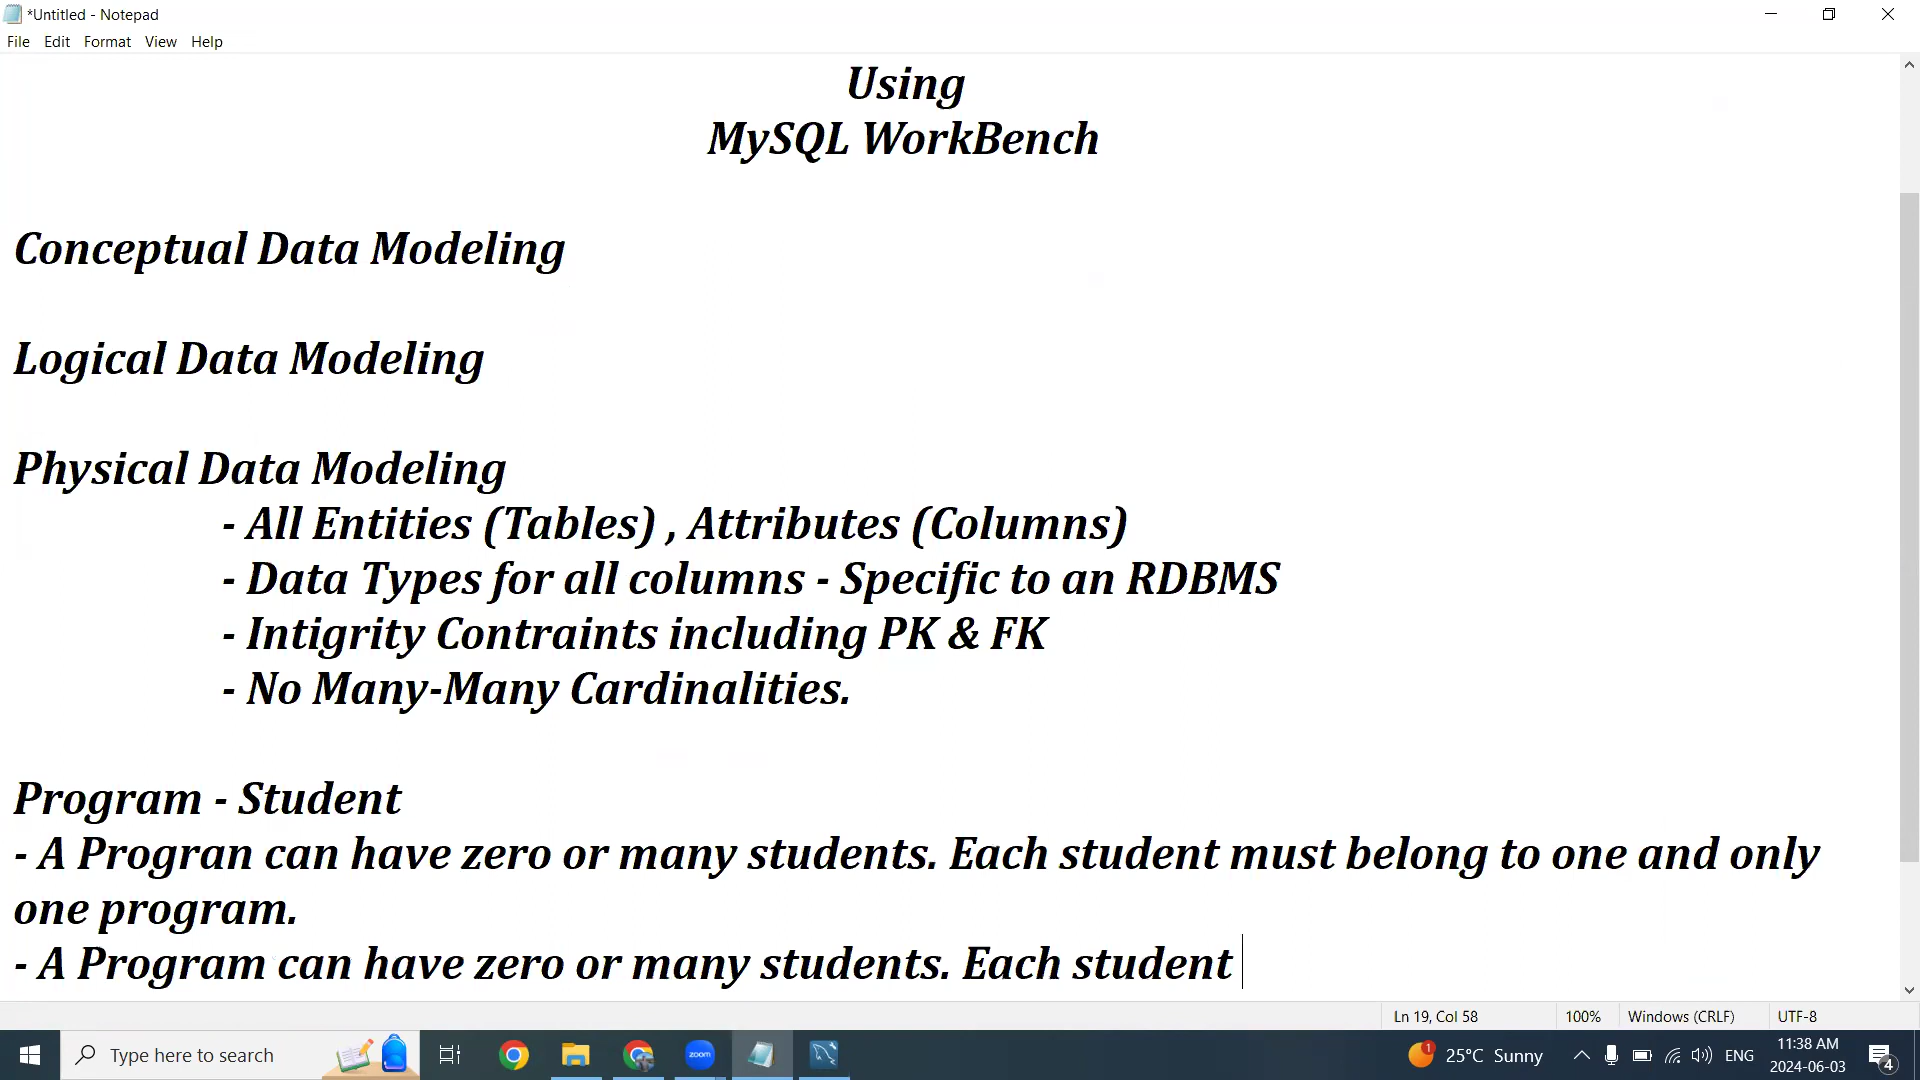 *Untitled - Notepad
File Edit Format View Help
Using
MySQL WorkBench
Conceptual Data Modeling
Logical Data Modeling
Physical Data Modeling
- All Entities (Tables) , Attributes (Columns)
- Data Types for all columns - Specific to an RDBMS
- Intigrity Contraints including PK & FK
- No Many-Many Cardinalities.
Program - Student
- A Progran can have zero or many students. Each student must belong to one and only
one program.
- A Program can have zero or many students. Each student
Ln 19, Col 58 100% Windows (CRLF) UTF-8
Type here to search zoom 1 25°C Sunny ENG 11:38 AM
2024-06-03 4